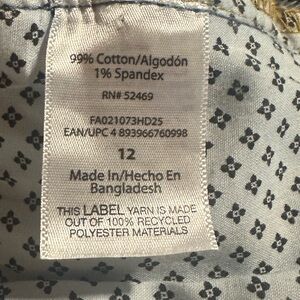 99% Cotton/Algodón
1% Spandex
RN# 52469
FA021073HD25
EAN/UPC 4 893966760998
12
Made In/Hecho En
Bangladesh
THIS LABEL YARN IS MADE
OUT OF 100% RECYCLED
POLYESTER MATERIALS